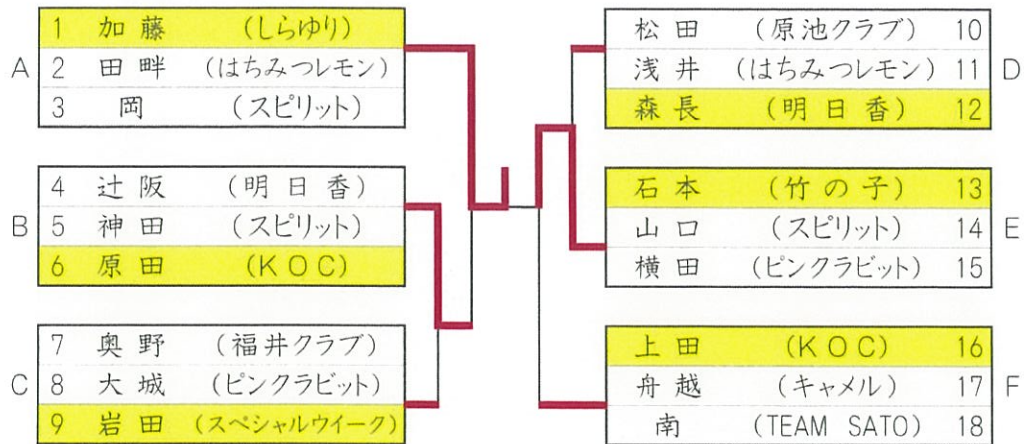 A
1 加藤 (しらゆり)
2 田畔 (はちみつレモン)
3 岡 (スピリット)
B
4 辻阪 (明日香)
5 神田 (スピリット)
6 原田 (KOC)
C
7 奥野 (福井クラブ)
8 大城 (ピンクラビット)
9 岩田 (スペシャルウイーク)
松田 (原池クラブ) 10
浅井 (はちみつレモン) 11
森長 (明日香) 12
D
石本 (竹の子) 13
山口 (スピリット) 14
横田 (ピンクラビット) 15
E
上田 (KOC) 16
舟越 (キャメル) 17
南 (TEAM SATO) 18
F